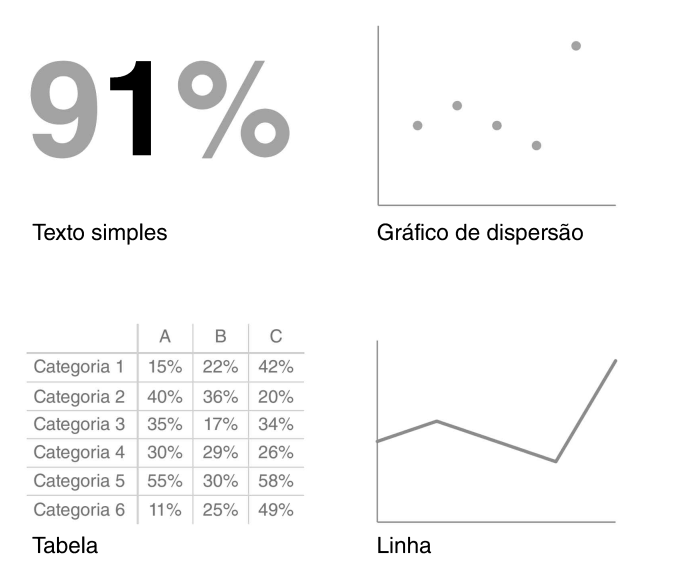 91%
Texto simples
Gráfico de dispersão
A B C
Categoria 1 15% 22% 42%
Categoria 2 40% 36% 20%
Categoria 3 35% 17% 34%
Categoria 4 30% 29% 26%
Categoria 5 55% 30% 58%
Categoria 6 11% 25% 49%
Tabela
Linha